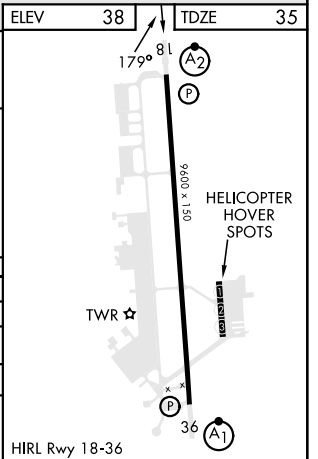 ELEV 38
TDZE 35
179°
18
A2
P
9600 x 150
HELICOPTER
HOVER
SPOTS
1 2 3
TWR
x x
P
36
A1
HIRL Rwy 18-36